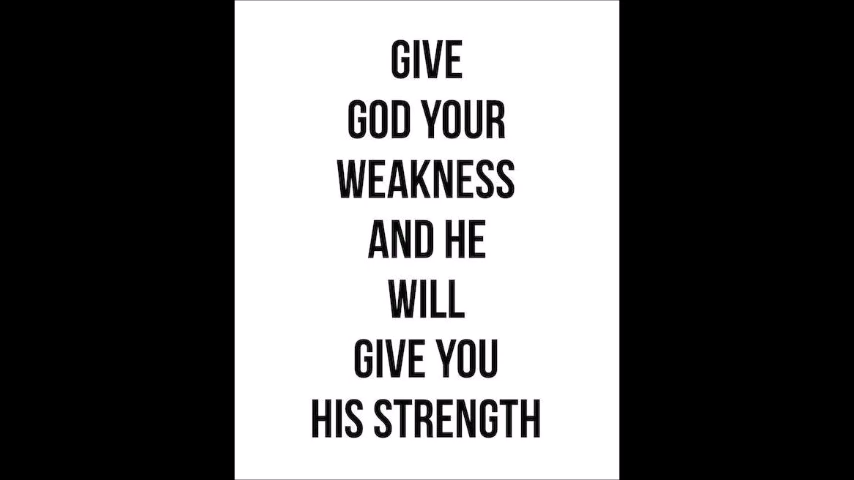 GIVE
GOD YOUR
WEAKNESS
AND HE
WILL
GIVE YOU
HIS STRENGTH